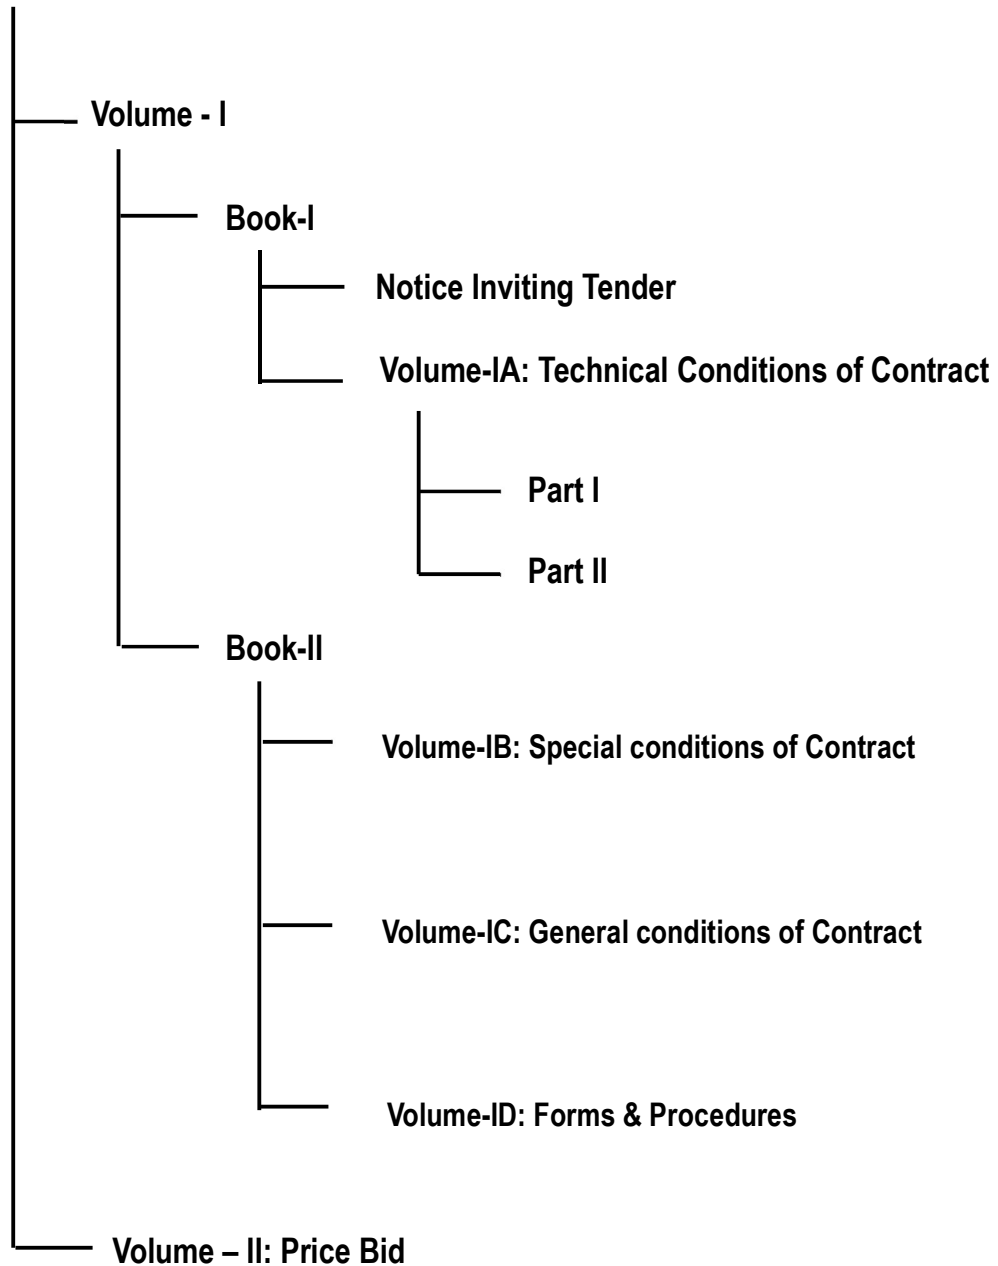 Volume - I
Book-I
Notice Inviting Tender
Volume-IA: Technical Conditions of Contract
Part I
Part II
Book-II
Volume-IB: Special conditions of Contract
Volume-IC: General conditions of Contract
Volume-ID: Forms & Procedures
Volume – II: Price Bid